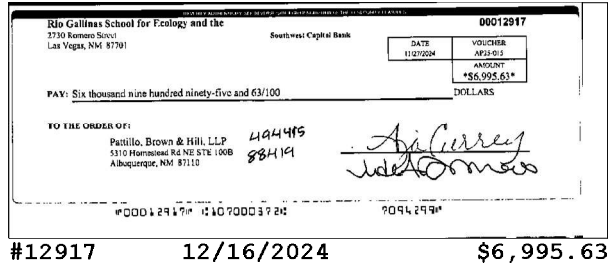 Rio Gallinas School for Ecology and the
2730 Romero Street
Las Vegas, NM 87701
Southwest Capital Bank
00012917
DATE
11/27/2024
VOUCHER
AP25-015
AMOUNT
*$6,995.63*
PAY: Six thousand nine hundred ninety-five and 63/100 DOLLARS
TO THE ORDER OF:
Pattillo, Brown & Hill, LLP
5310 Homestead Rd NE STE 100B
Albuquerque, NM 87110
494495
88419
⑈00012917⑈ ⑆107000372⑆ 7094299⑈
#12917 12/16/2024 $6,995.63